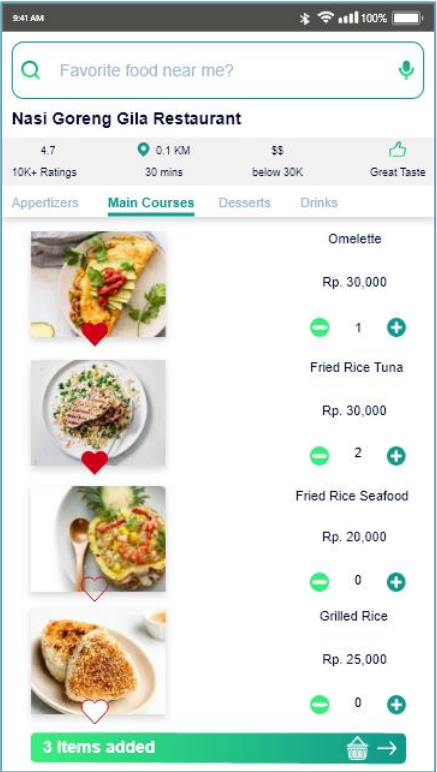 9:41 AM 100%
Favorite food near me?
Nasi Goreng Gila Restaurant
4.7 0.1 KM $$
10K+ Ratings 30 mins below 30K Great Taste
Appertizers Main Courses Desserts Drinks
Omelette
Rp. 30,000
1
Fried Rice Tuna
Rp. 30,000
2
Fried Rice Seafood
Rp. 20,000
0
Grilled Rice
Rp. 25,000
0
3 Items added